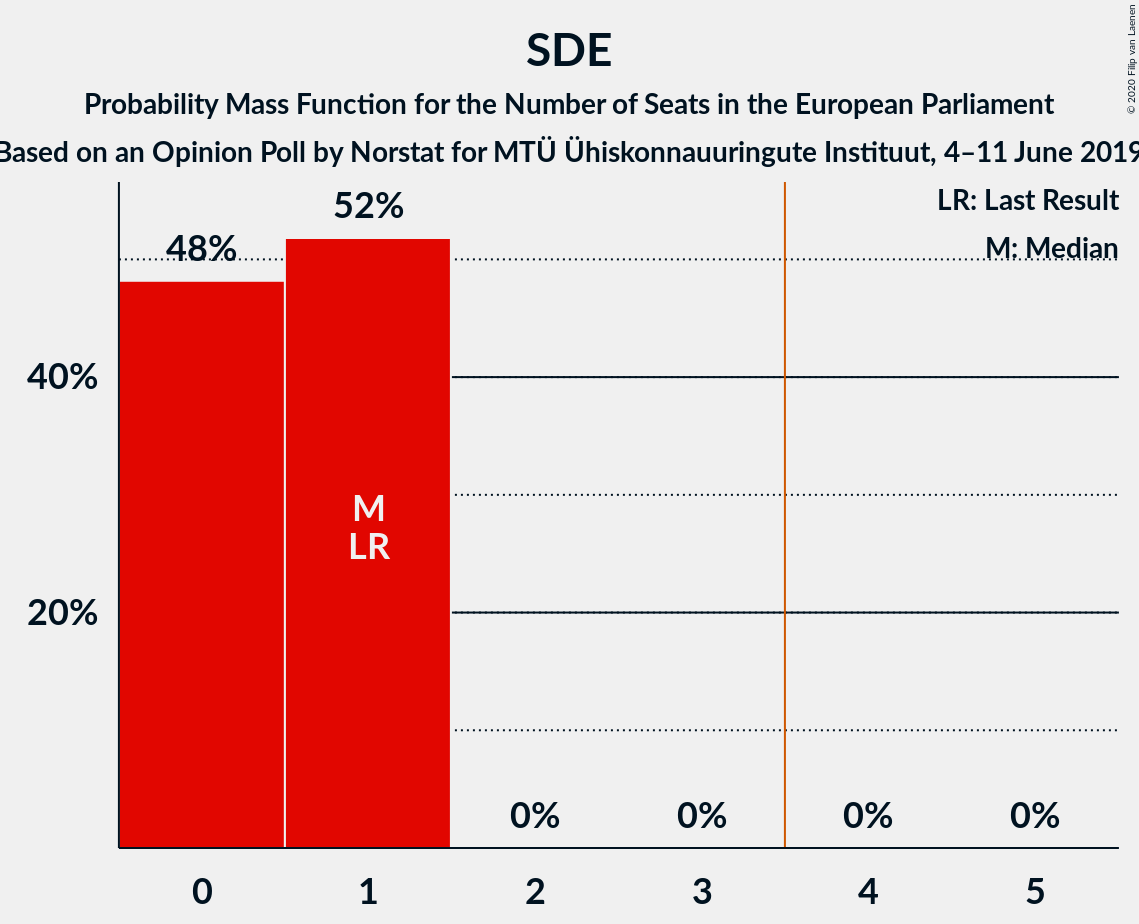 © 2020 Filip van Laenen
SDE
Probability Mass Function for the Number of Seats in the European Parliament
Based on an Opinion Poll by Norstat for MTÜ Ühiskonnauuringute Instituut, 4–11 June 2019
LR: Last Result
M: Median
52%
48%
40%
20%
M
LR
0%
0%
0%
0%
0
1
2
3
4
5